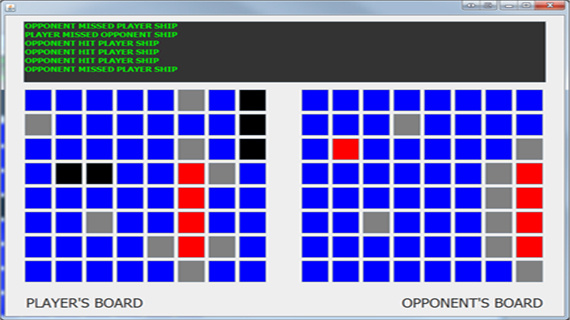 OPPONENT MISSED PLAYER SHIP
PLAYER MISSED OPPONENT SHIP
OPPONENT HIT PLAYER SHIP
OPPONENT HIT PLAYER SHIP
OPPONENT HIT PLAYER SHIP
OPPONENT MISSED PLAYER SHIP
PLAYER'S BOARD
OPPONENT'S BOARD